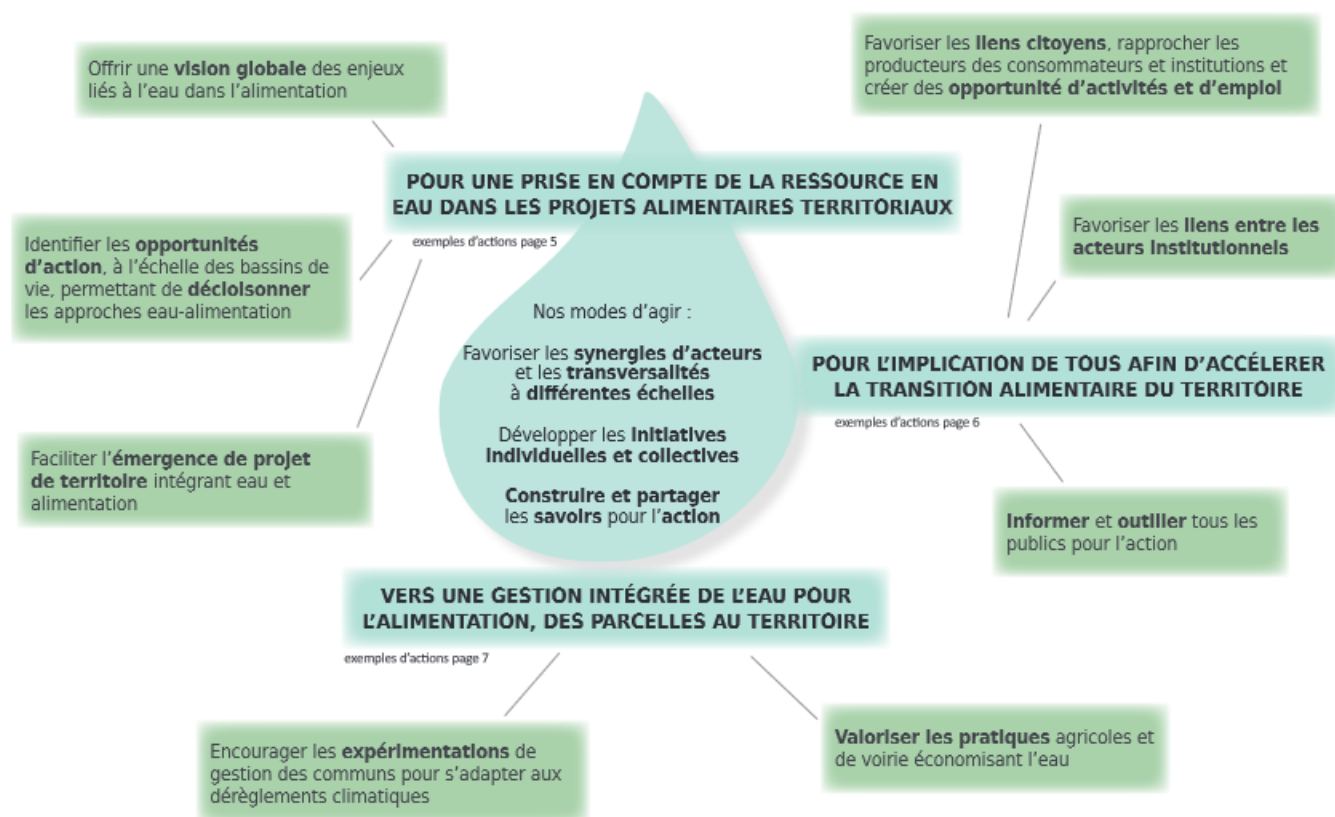 Offrir une vision globale des enjeux
liés à l'eau dans l'alimentation
Favoriser les liens citoyens, rapprocher les
producteurs des consommateurs et institutions et
créer des opportunité d'activités et d'emploi
POUR UNE PRISE EN COMPTE DE LA RESSOURCE EN
EAU DANS LES PROJETS ALIMENTAIRES TERRITORIAUX
exemples d'actions page 5
Identifier les opportunités
d'action, à l'échelle des bassins de
vie, permettant de décloisonner
les approches eau-alimentation
Favoriser les liens entre les
acteurs institutionnels
Nos modes d'agir :
Favoriser les synergies d'acteurs
et les transversalités
à différentes échelles
Développer les initiatives
individuelles et collectives
Construire et partager
les savoirs pour l'action
POUR L'IMPLICATION DE TOUS AFIN D'ACCÉLERER
LA TRANSITION ALIMENTAIRE DU TERRITOIRE
exemples d'actions page 6
Faciliter l'émergence de projet
de territoire intégrant eau et
alimentation
Informer et outiller tous les
publics pour l'action
VERS UNE GESTION INTÉGRÉE DE L'EAU POUR
L'ALIMENTATION, DES PARCELLES AU TERRITOIRE
exemples d'actions page 7
Encourager les expérimentations de
gestion des communs pour s'adapter aux
dérèglements climatiques
Valoriser les pratiques agricoles et
de voirie économisant l'eau